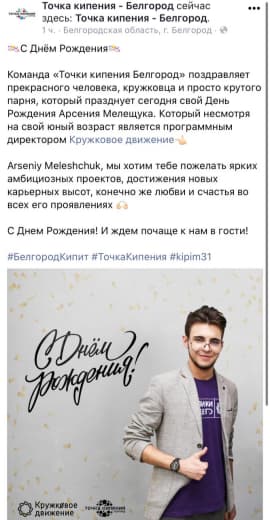 Точка кипения - Белгород сейчас
здесь: Точка кипения - Белгород.
1 ч. · Белгородская область, г. Белгород ·
С Днём Рождения
Команда «Точки кипения Белгород» поздравляет
прекрасного человека, кружковца и просто крутого
парня, который празднует сегодня свой День
Рождения Арсения Мелещука. Который несмотря
на свой юный возраст является программным
директором Кружковое движение
Arseniy Meleshchuk, мы хотим тебе пожелать ярких
амбициозных проектов, достижения новых
карьерных высот, конечно же любви и счастья во
всех его проявлениях
С Днем Рождения! И ждем почаще к нам в гости!
#БелгородКипит #ТочкаКипения #kipim31
С Днём
рождения!
Кружковое
движение
ТОЧКА КИПЕНИЯ